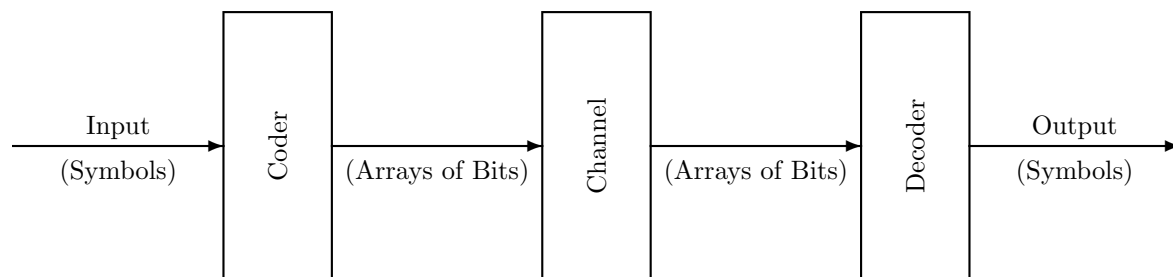 Input
(Symbols)
Coder
(Arrays of Bits)
Channel
(Arrays of Bits)
Decoder
Output
(Symbols)